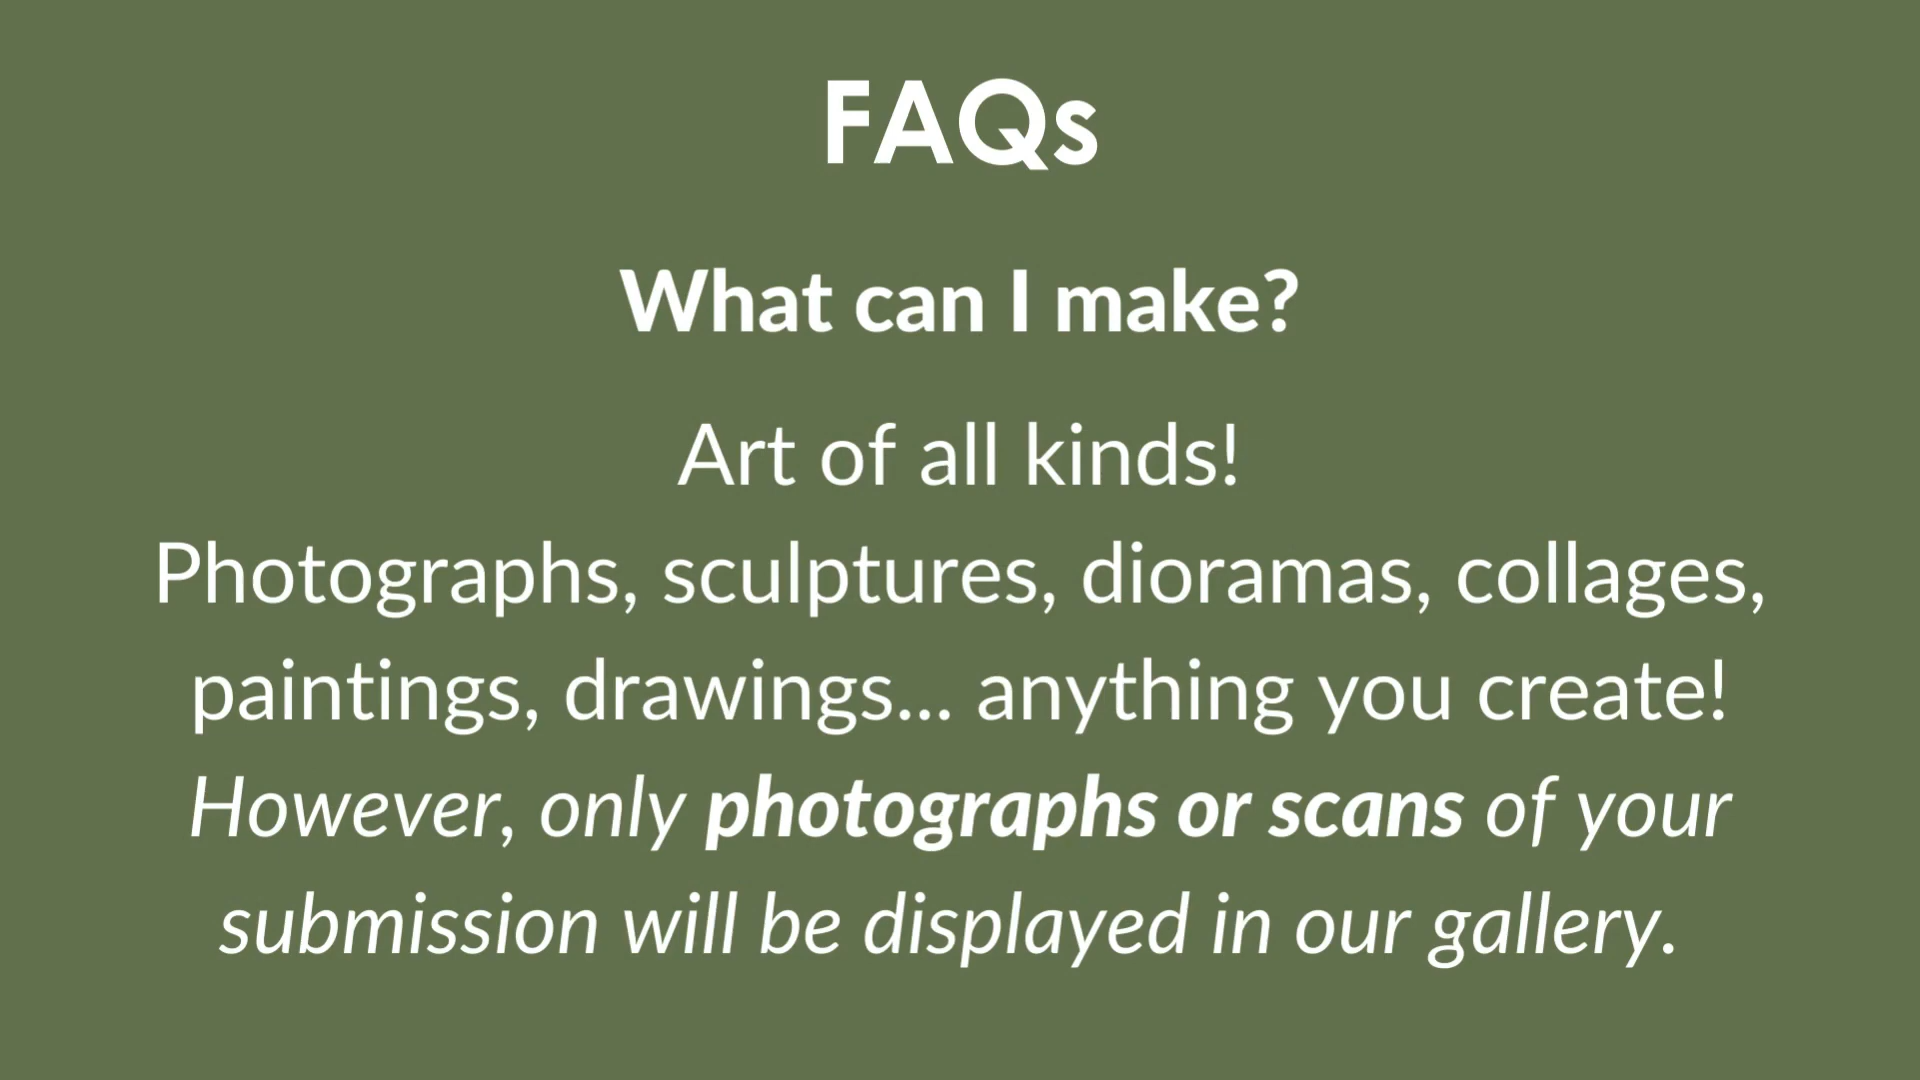 FAQs
What can I make?
Art of all kinds!
Photographs, sculptures, dioramas, collages,
paintings, drawings... anything you create!
However, only photographs or scans of your
submission will be displayed in our gallery.